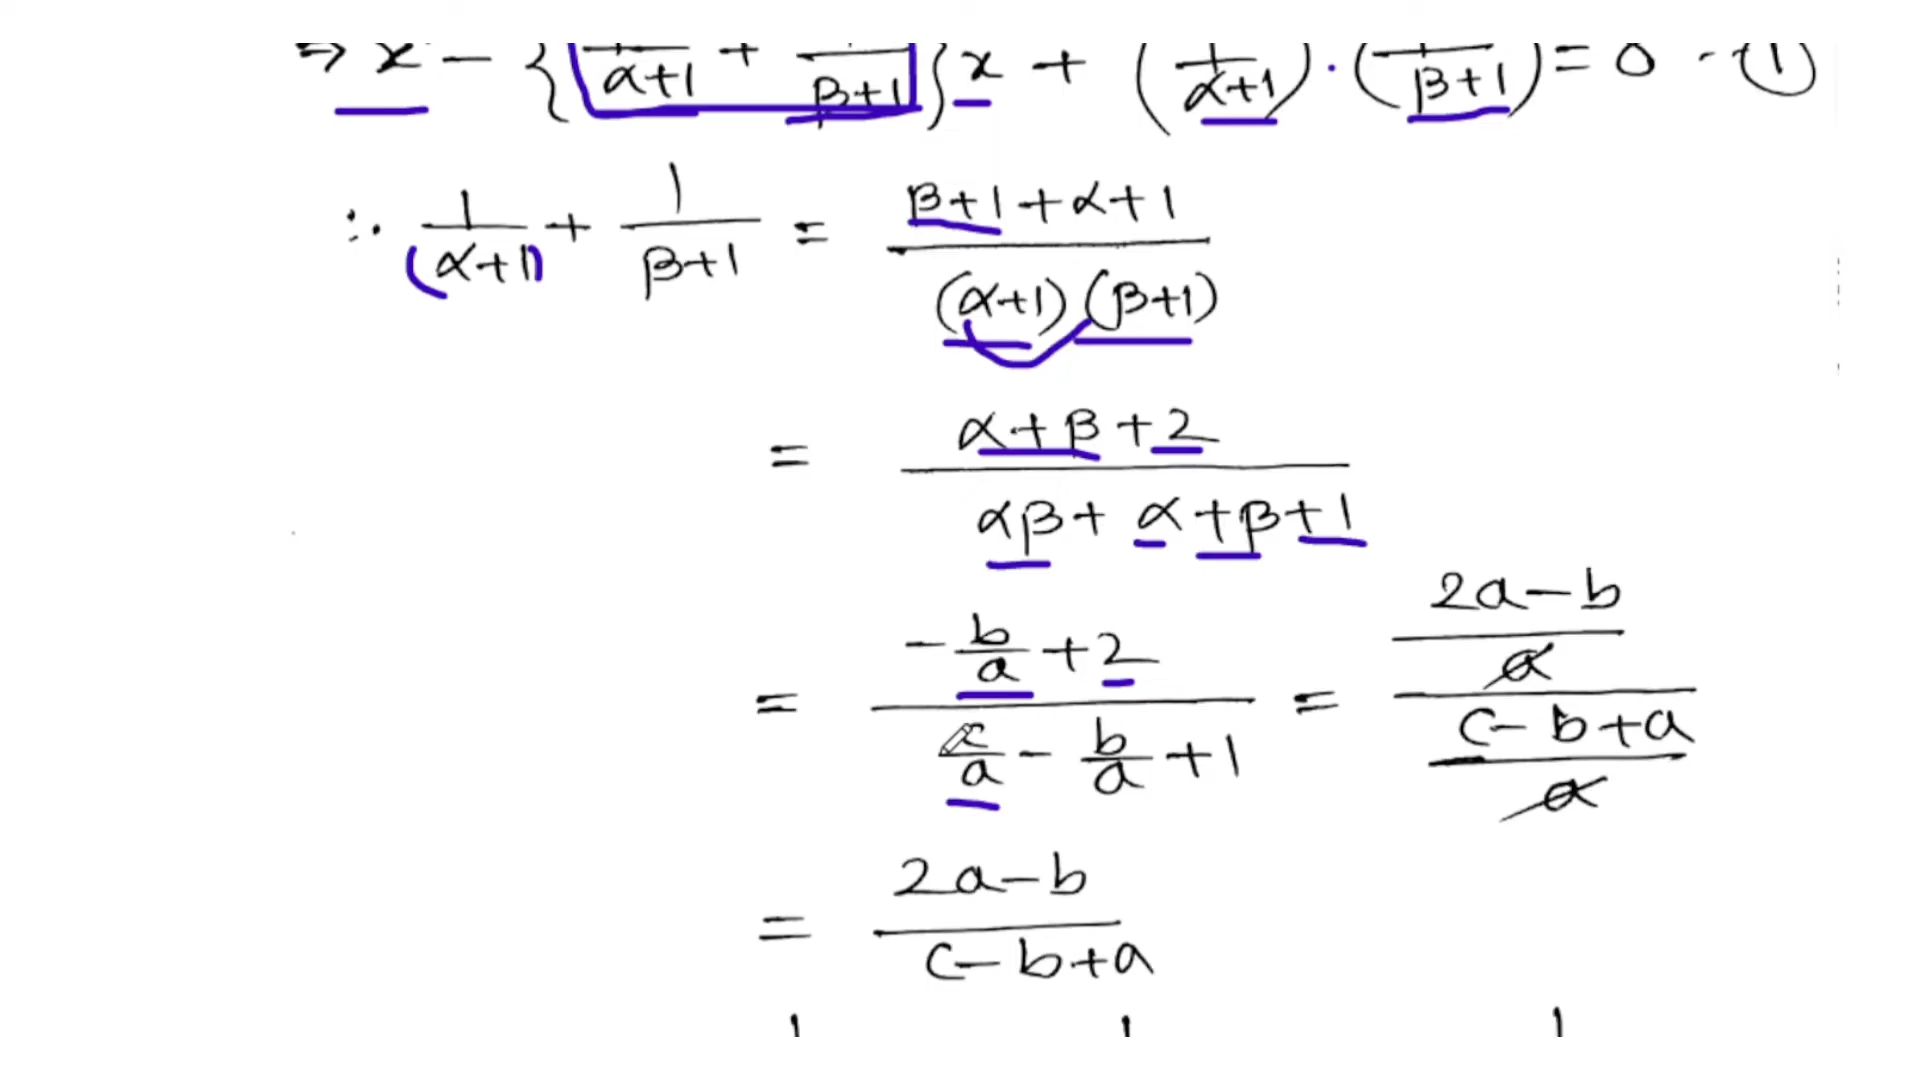 ⇒ x² - {1/(α+1) + 1/(β+1)}x + (1/(α+1))·(1/(β+1)) = 0 - ①
∴ 1/(α+1) + 1/(β+1) = (β+1+α+1)/((α+1)(β+1))
= (α+β+2)/(αβ+α+β+1)
= (-b/a+2)/(c/a - b/a +1) = ((2a-b)/a)/((c-b+a)/a)
= (2a-b)/(c-b+a)